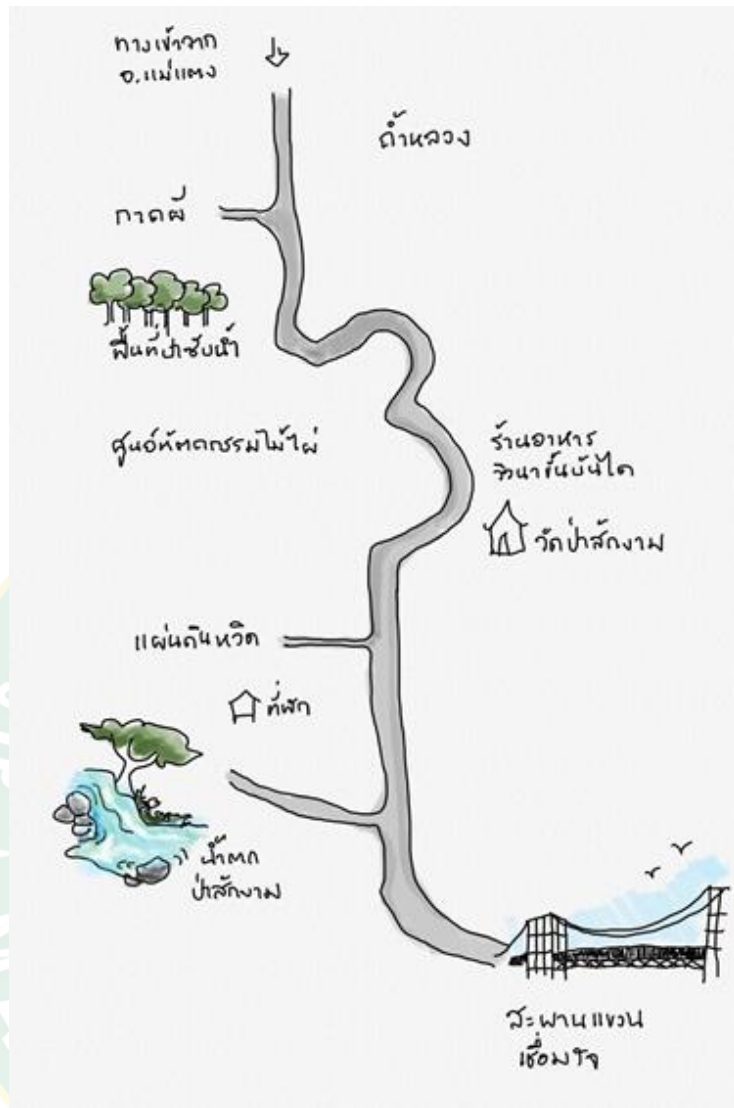 ทางเข้าจาก
อ.แม่แตง
ถ้ำหลวง
กาดผี
พื้นที่ป่าซับน้ำ
ศูนย์หัตถกรรมไม้ไผ่
ร้านอาหาร
วิวนาขั้นบันได
วัดป่าสักงาม
แผ่นดินหวิด
ที่พัก
น้ำตก
ป่าสักงาม
สะพานแขวน
เชื่อมใจ